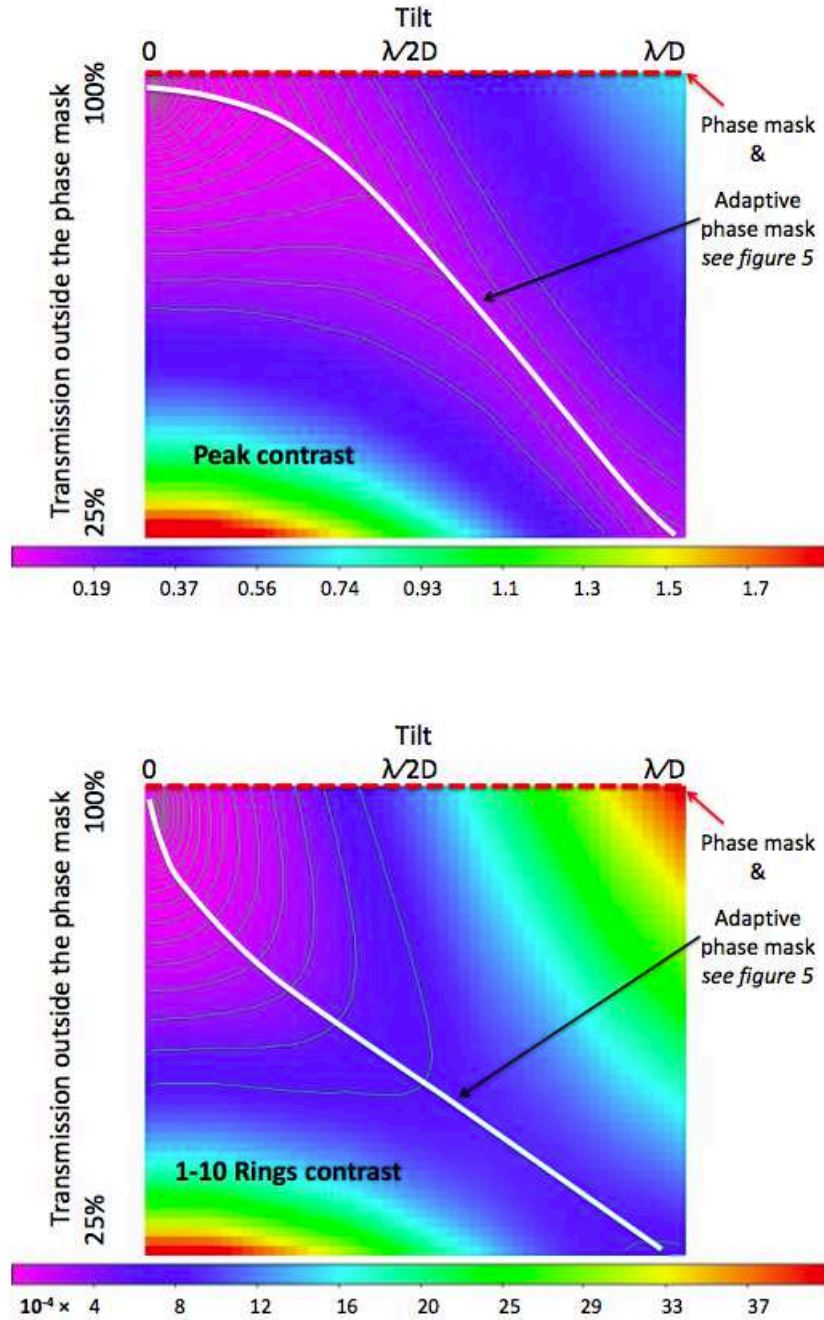 Tilt
0 λ/2D λ/D
100%
Transmission outside the phase mask
25%
Phase mask
&
Adaptive
phase mask
see figure 5
Peak contrast
0.19 0.37 0.56 0.74 0.93 1.1 1.3 1.5 1.7
Tilt
0 λ/2D λ/D
100%
Transmission outside the phase mask
25%
Phase mask
&
Adaptive
phase mask
see figure 5
1-10 Rings contrast
10⁻⁴ × 4 8 12 16 20 25 29 33 37